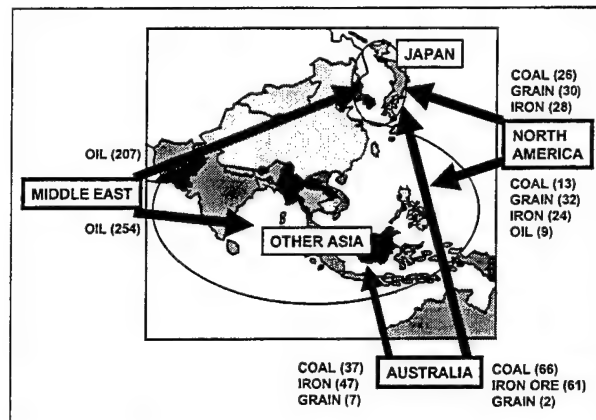 JAPAN
COAL (26)
GRAIN (30)
IRON (28)
NORTH
AMERICA
OIL (207)
MIDDLE EAST
OIL (254)
COAL (13)
GRAIN (32)
IRON (24)
OIL (9)
OTHER ASIA
COAL (37)
IRON (47)
GRAIN (7)
AUSTRALIA
COAL (66)
IRON ORE (61)
GRAIN (2)